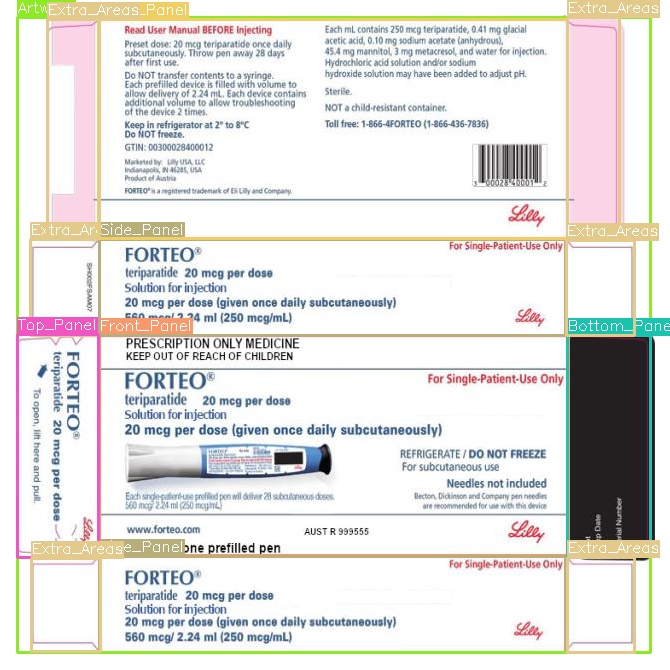 Extra_Areas_Panel
Extra_Areas
Read User Manual BEFORE Injecting
Preset dose: 20 mcg teriparatide once daily
subcutaneously. Throw pen away 28 days
after first use.
Do NOT transfer contents to a syringe.
Each prefilled device is filled with volume to
allow delivery of 2.24 mL. Each device contains
additional volume to allow troubleshooting
of the device 2 times.
Keep in refrigerator at 2° to 8°C
Do NOT freeze.
GTIN: 00300028400012
Marketed by: Lilly USA, LLC
Indianapolis, IN 46285, USA
Product of Austria
FORTEO® is a registered trademark of Eli Lilly and Company.
Each mL contains 250 mcg teriparatide, 0.41 mg glacial
acetic acid, 0.10 mg sodium acetate (anhydrous),
45.4 mg mannitol, 3 mg metacresol, and water for injection.
Hydrochloric acid solution and/or sodium
hydroxide solution may have been added to adjust pH.
Sterile.
NOT a child-resistant container.
Toll free: 1-866-4FORTEO (1-866-436-7836)
3 00028 40001 2
Lilly
Side_Panel
Extra_Areas
SH002FSAM07
FORTEO®
For Single-Patient-Use Only
teriparatide 20 mcg per dose
Solution for injection
20 mcg per dose (given once daily subcutaneously)
560 mcg/ 2.24 ml (250 mcg/mL)
Lilly
Top_Panel
Front_Panel
Bottom_Pane
FORTEO®
teriparatide 20 mcg per dose
To open, lift here and pull.
Lilly
PRESCRIPTION ONLY MEDICINE
KEEP OUT OF REACH OF CHILDREN
FORTEO®
For Single-Patient-Use Only
teriparatide 20 mcg per dose
Solution for injection
20 mcg per dose (given once daily subcutaneously)
REFRIGERATE / DO NOT FREEZE
For subcutaneous use
Needles not included
Becton, Dickinson and Company pen needles
are recommended for use with this device
Each single-patient-use prefilled pen will deliver 28 subcutaneous doses.
560 mcg/ 2.24 ml (250 mcg/mL)
www.forteo.com
AUST R 999555
Lilly
one prefilled pen
Extra_Areas
Extra_Areas
FORTEO®
For Single-Patient-Use Only
teriparatide 20 mcg per dose
Solution for injection
20 mcg per dose (given once daily subcutaneously)
560 mcg/ 2.24 ml (250 mcg/mL)
Lilly